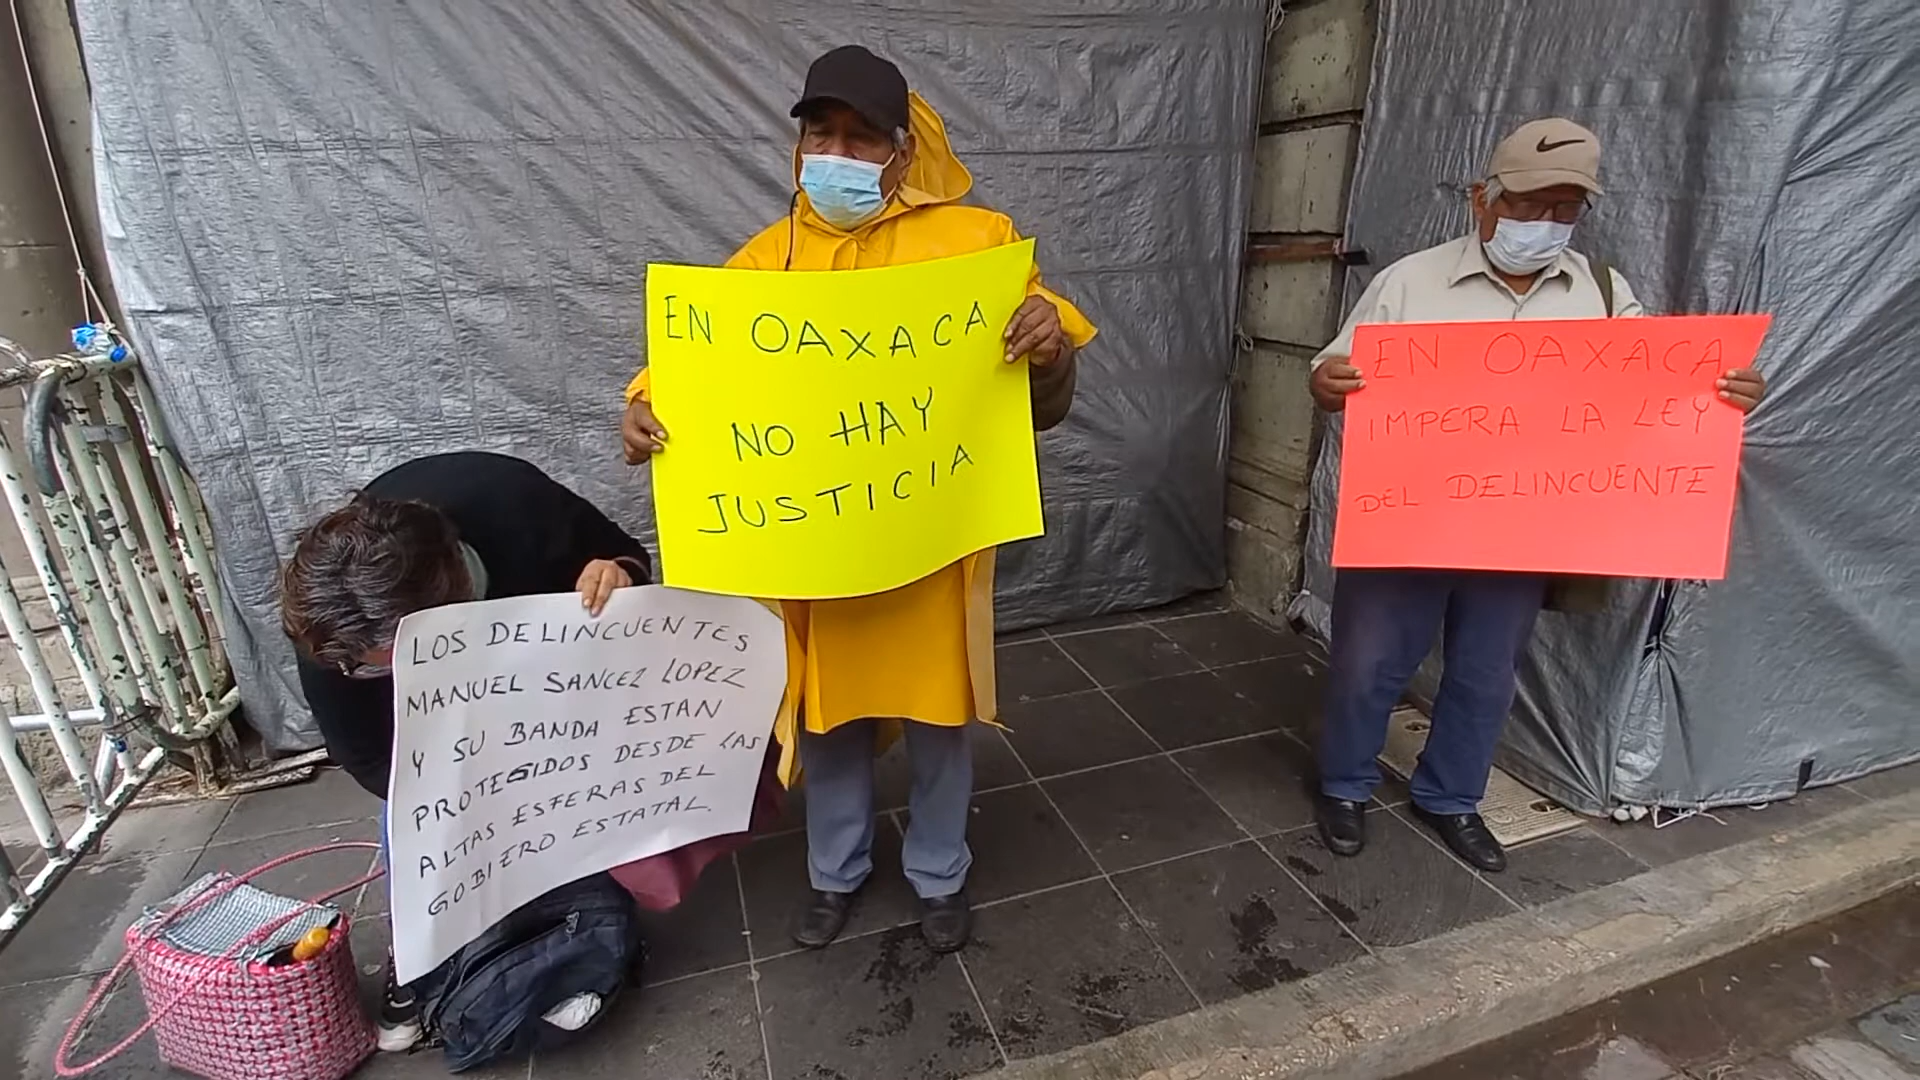 EN OAXACA
NO HAY
JUSTICIA
EN OAXACA
IMPERA LA LEY
DEL DELINCUENTE
LOS DELINCUENTES
MANUEL SANCEZ LOPEZ
Y SU BANDA ESTAN
PROTEGIDOS DESDE LAS
ALTAS ESFERAS DEL
GOBIERO ESTATAL.